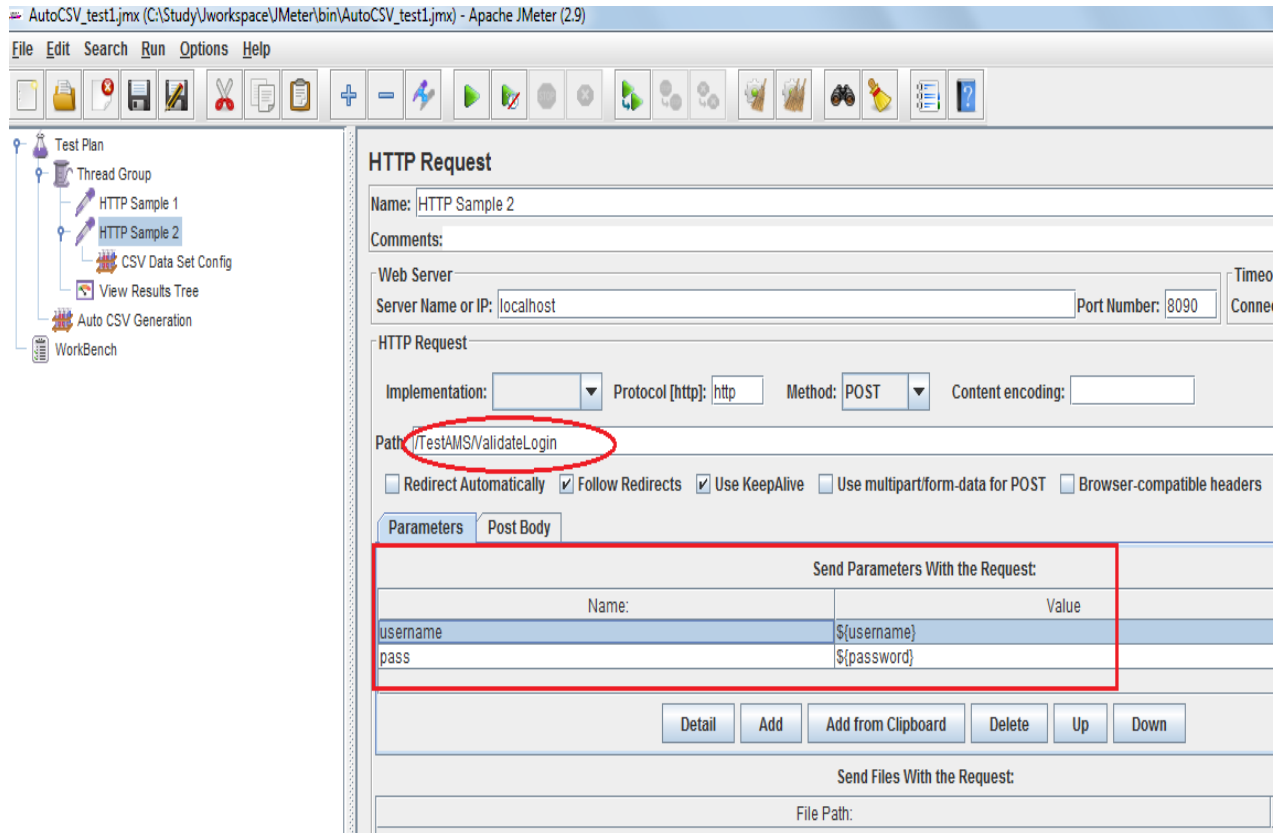 AutoCSV_test1.jmx (C:\Study\Jworkspace\JMeter\bin\AutoCSV_test1.jmx) - Apache JMeter (2.9)
File Edit Search Run Options Help
Test Plan
Thread Group
HTTP Sample 1
HTTP Sample 2
CSV Data Set Config
View Results Tree
Auto CSV Generation
WorkBench
HTTP Request
Name: HTTP Sample 2
Comments:
Web Server
Timeo
Server Name or IP: localhost Port Number: 8090 Connec
HTTP Request
Implementation: Protocol [http]: http Method: POST Content encoding:
Path: /TestAMS/ValidateLogin
Redirect Automatically Follow Redirects Use KeepAlive Use multipart/form-data for POST Browser-compatible headers
Parameters Post Body
Send Parameters With the Request:
Name: Value
username ${username}
pass ${password}
Detail Add Add from Clipboard Delete Up Down
Send Files With the Request:
File Path: